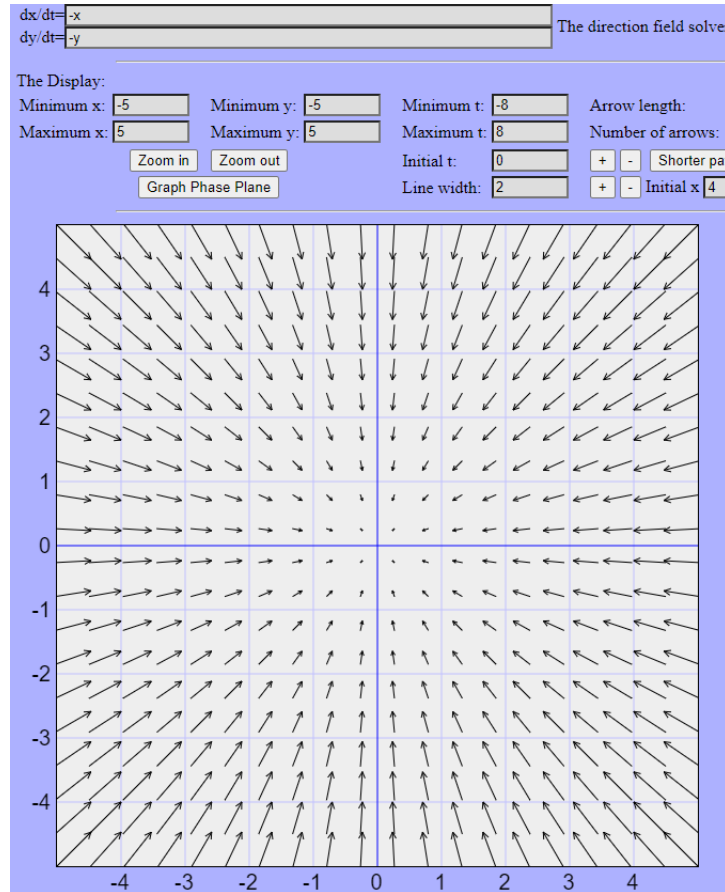 dx/dt= -x
dy/dt= -y
The direction field solve
The Display:
Minimum x: -5 Minimum y: -5 Minimum t: -8 Arrow length:
Maximum x: 5 Maximum y: 5 Maximum t: 8 Number of arrows:
Zoom in Zoom out Initial t: 0 + - Shorter pa
Graph Phase Plane Line width: 2 + - Initial x 4
4
3
2
1
0
-1
-2
-3
-4
-4 -3 -2 -1 0 1 2 3 4